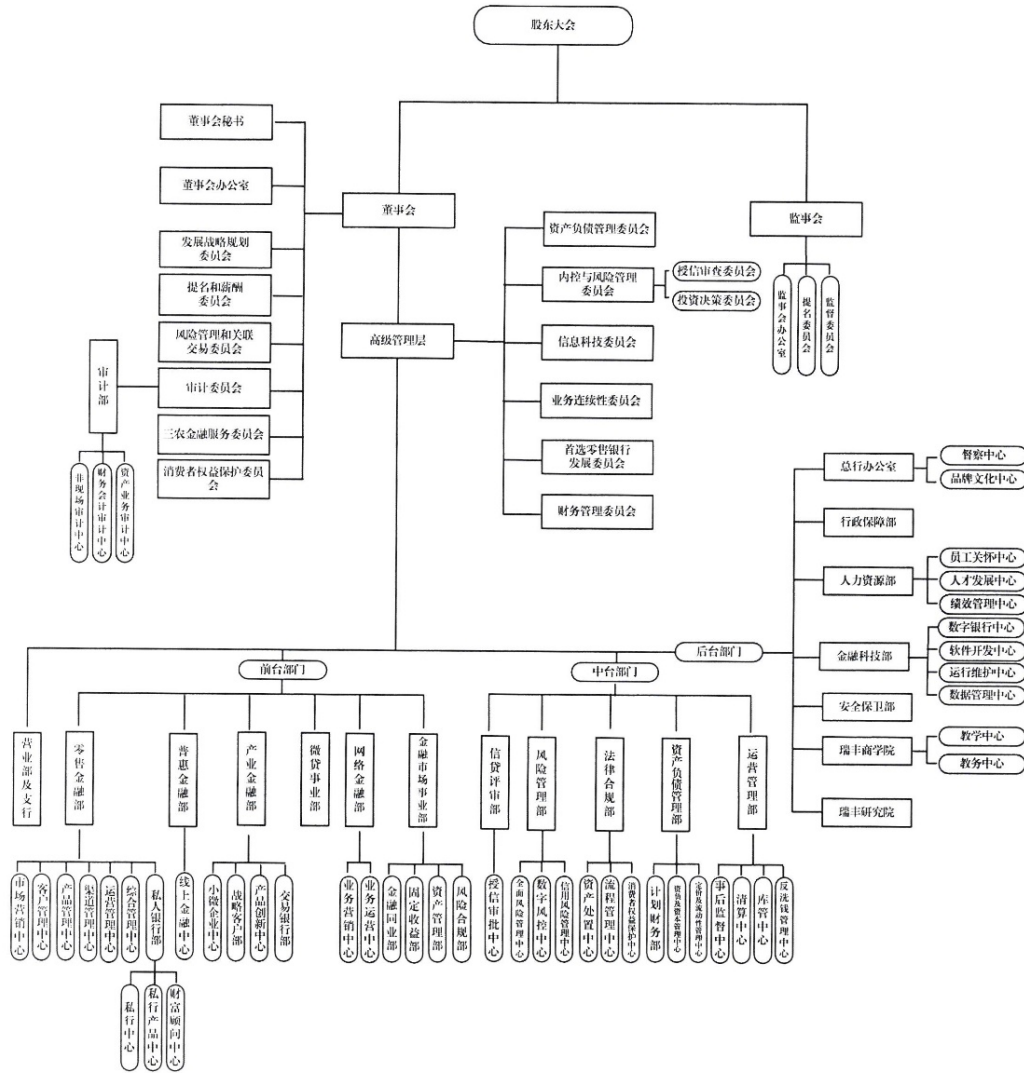 股东大会
董事会秘书
董事会办公室
董事会
监事会
发展战略规划
委员会
提名和薪酬
委员会
风险管理和关联
交易委员会
审计委员会
三农金融服务委员会
消费者权益保护委员
会
审计部
非现场审计中心
财务会计审计中心
资产业务审计中心
高级管理层
资产负债管理委员会
内控与风险管理
委员会
授信审查委员会
投资决策委员会
信息科技委员会
业务连续性委员会
首选零售银行
发展委员会
财务管理委员会
监事会办公室
提名委员会
监督委员会
总行办公室
督察中心
品牌文化中心
行政保障部
人力资源部
员工关怀中心
人才发展中心
绩效管理中心
金融科技部
数字银行中心
软件开发中心
运行维护中心
数据管理中心
安全保卫部
瑞丰商学院
教学中心
教务中心
瑞丰研究院
后台部门
前台部门
中台部门
营业部及支行
零售金融部
普惠金融部
产业金融部
微贷事业部
网络金融部
金融市场事业部
信贷评审部
风险管理部
法律合规部
资产负债管理部
运营管理部
市场营销中心
客户管理中心
产品管理中心
渠道管理中心
运营管理中心
综合管理中心
私人银行部
线上金融中心
小微企业中心
战略客户部
产品创新中心
交易银行部
业务营销中心
业务运营中心
金融同业部
固定收益部
资产管理部
风险合规部
授信审批中心
全面风险管理中心
数字风控中心
信用风险管理中心
资产处置中心
流程管理中心
消费者权益保护中心
计划财务部
资负及资本管理中心
定价及流动性管理中心
事后监督中心
清算中心
库管中心
反洗钱管理中心
私行中心
私行产品中心
财富顾问中心